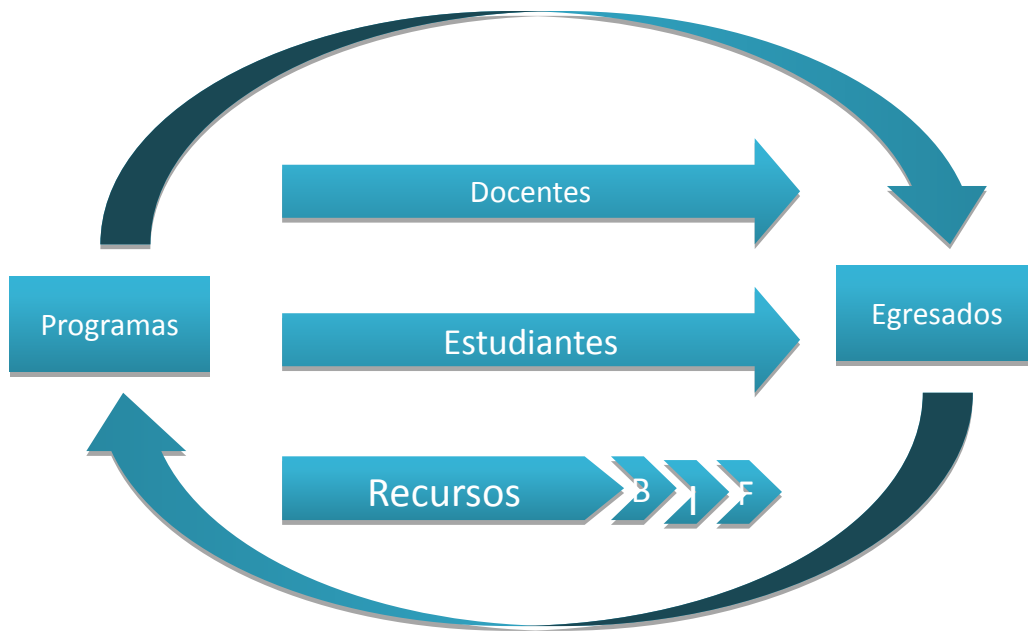 Docentes
Programas
Egresados
Estudiantes
Recursos
B
I
F